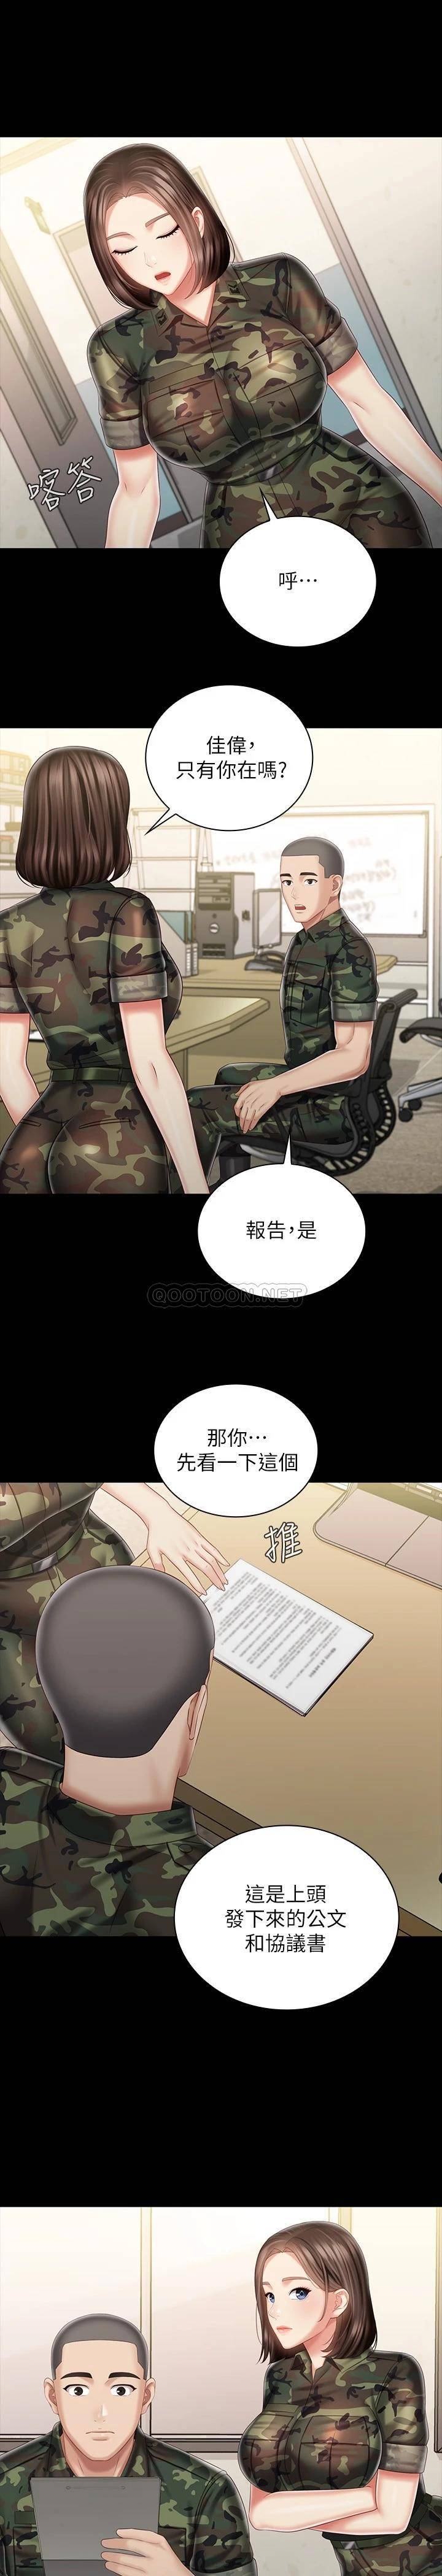 喀答
呼…
佳偉,
只有你在嗎?
報告,是
QOOTOON.NET
那你…
先看一下這個
推
這是上頭
發下來的公文
和協議書